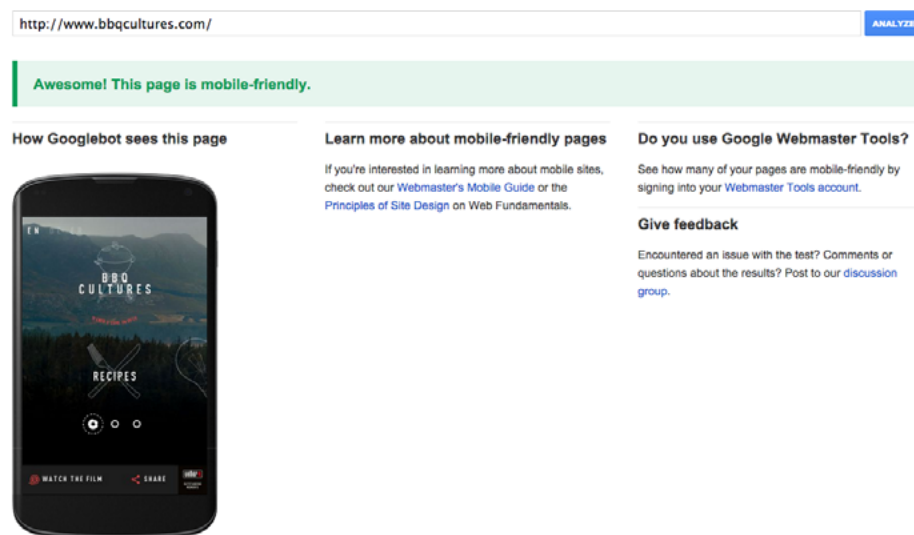 http://www.bbqcultures.com/
ANALYZE
Awesome! This page is mobile-friendly.
How Googlebot sees this page
EN
BBQ
CULTURES
RECIPES
WATCH THE FILM
SHARE
Learn more about mobile-friendly pages
If you're interested in learning more about mobile sites,
check out our Webmaster's Mobile Guide or the
Principles of Site Design on Web Fundamentals.
Do you use Google Webmaster Tools?
See how many of your pages are mobile-friendly by
signing into your Webmaster Tools account.
Give feedback
Encountered an issue with the test? Comments or
questions about the results? Post to our discussion
group.